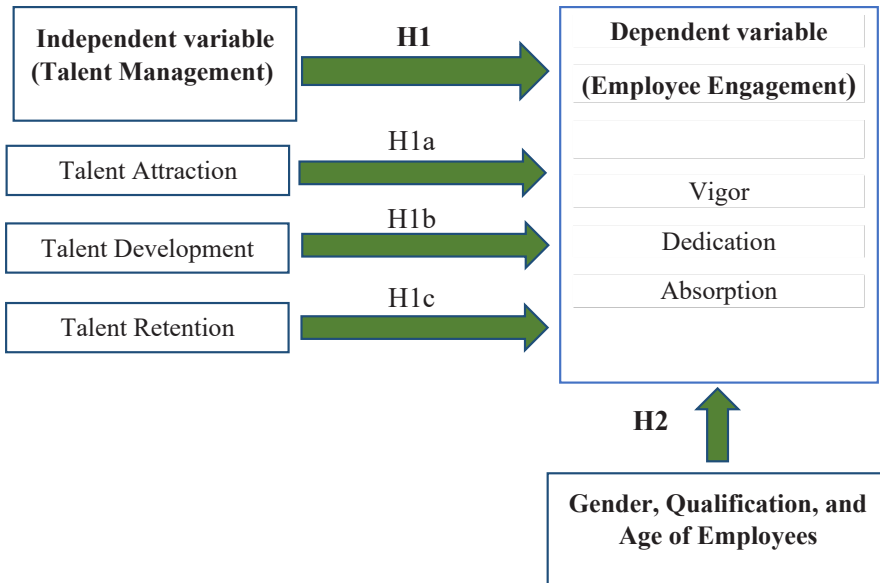 Independent variable
(Talent Management)
H1
Dependent variable
(Employee Engagement)
Talent Attraction
H1a
Vigor
Talent Development
H1b
Dedication
Talent Retention
H1c
Absorption
H2
Gender, Qualification, and
Age of Employees